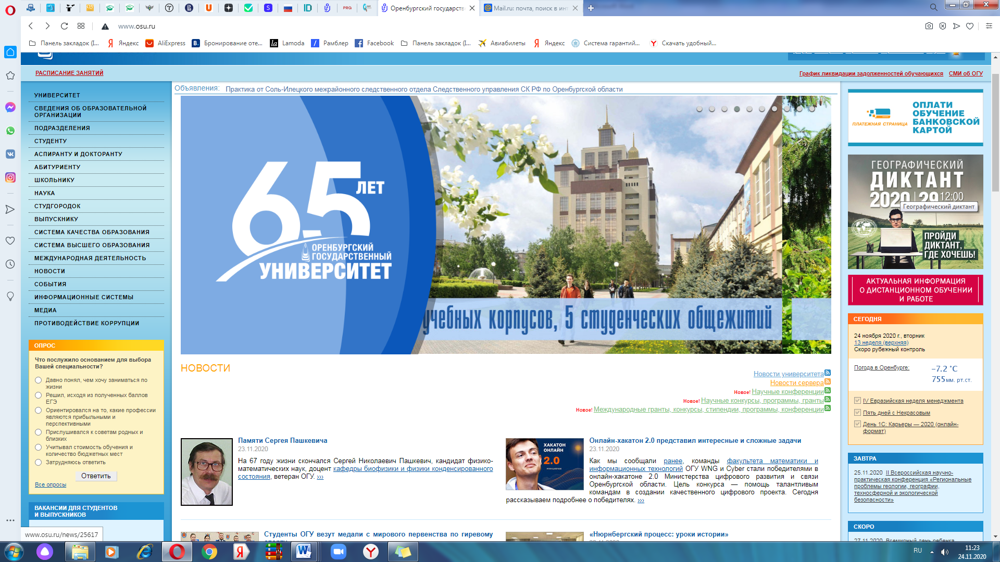 Оренбургский государстве
Mail.ru: почта, поиск в инт
www.osu.ru
Панель закладок (I...
Яндекс
AliExpress
Бронирование оте...
Lamoda
Рамблер
Facebook
Панель закладок (I...
Авиабилеты
Яндекс
Система гарантий...
Скачать удобный...
РАСПИСАНИЕ ЗАНЯТИЙ
График ликвидации задолженностей обучающихся СМИ об ОГУ
УНИВЕРСИТЕТ
СВЕДЕНИЯ ОБ ОБРАЗОВАТЕЛЬНОЙ
ОРГАНИЗАЦИИ
ПОДРАЗДЕЛЕНИЯ
СТУДЕНТУ
АСПИРАНТУ И ДОКТОРАНТУ
АБИТУРИЕНТУ
ШКОЛЬНИКУ
НАУКА
СТУДГОРОДОК
ВЫПУСКНИКУ
СИСТЕМА КАЧЕСТВА ОБРАЗОВАНИЯ
СИСТЕМА ВЫСШЕГО ОБРАЗОВАНИЯ
МЕЖДУНАРОДНАЯ ДЕЯТЕЛЬНОСТЬ
НОВОСТИ
СОБЫТИЯ
ИНФОРМАЦИОННЫЕ СИСТЕМЫ
МЕДИА
ПРОТИВОДЕЙСТВИЕ КОРРУПЦИИ
ОПРОС
Что послужило основанием для выбора
Вашей специальности?
Давно понял, чем хочу заниматься по
жизни
Решил, исходя из полученных баллов
ЕГЭ
Ориентировался на то, какие профессии
являются прибыльными и
перспективными
Прислушивался к советам родных и
близких
Учитывал стоимость обучения и
количество бюджетных мест
Затрудняюсь ответить
Ответить
Все опросы
ВАКАНСИИ ДЛЯ СТУДЕНТОВ
И ВЫПУСКНИКОВ
www.osu.ru/news/25617
Объявления: Практика от Соль-Илецкого межрайонного следственного отдела Следственного управления СК РФ по Оренбургской области
65 ЛЕТ
ОРЕНБУРГСКИЙ
ГОСУДАРСТВЕННЫЙ
УНИВЕРСИТЕТ
учебных корпусов, 5 студенческих общежитий
НОВОСТИ
Новости университета
Новости сервера
Новое! Научные конференции
Новое! Научные конкурсы, программы, гранты
Новое! Международные гранты, конкурсы, стипендии, программы, конференции
Памяти Сергея Пашкевича
23.11.2020
На 67 году жизни скончался Сергей Николаевич Пашкевич, кандидат физико-
математических наук, доцент кафедры биофизики и физики конденсированного
состояния, ветеран ОГУ. »»
ХАКАТОН
ОНЛАЙН
2.0
Онлайн-хакатон 2.0 представил интересные и сложные задачи
23.11.2020
Как мы сообщали ранее, команды факультета математики и
информационных технологий ОГУ WNG и Cyber стали победителями в
онлайн-хакатоне 2.0 Министерства цифрового развития и связи
Оренбургской области. Цель конкурса — помощь талантливым
командам в создании качественного цифрового проекта. Сегодня
рассказываем подробнее о победителях. »»
Студенты ОГУ везут медали с мирового первенства по гиревому
«Нюрнбергский процесс: уроки истории»
ПЛАТЕЖНАЯ СТРАНИЦА
ОПЛАТИ
ОБУЧЕНИЕ
БАНКОВСКОЙ
КАРТОЙ
ГЕОГРАФИЧЕСКИЙ
ДИКТАНТ
2020 29 12:00
Географический диктант
ПРОЙДИ
ДИКТАНТ,
ГДЕ ХОЧЕШЬ!
АКТУАЛЬНАЯ ИНФОРМАЦИЯ
О ДИСТАНЦИОННОМ ОБУЧЕНИИ
И РАБОТЕ
СЕГОДНЯ
24 ноября 2020 г., вторник
13 неделя (верхняя)
Скоро рубежный контроль
Погода в Оренбурге: −7.2 °C
755 мм. рт.ст.
IV Евразийская неделя менеджмента
Пять дней с Некрасовым
День 1С: Карьеры — 2020 (онлайн-
формат)
ЗАВТРА
25.11.2020 II Всероссийская научно-
практическая конференция «Региональные
проблемы геологии, географии,
техносферной и экологической
безопасности»
СКОРО
27.11.2020 Всемирный день ребенка
RU
11:23
24.11.2020